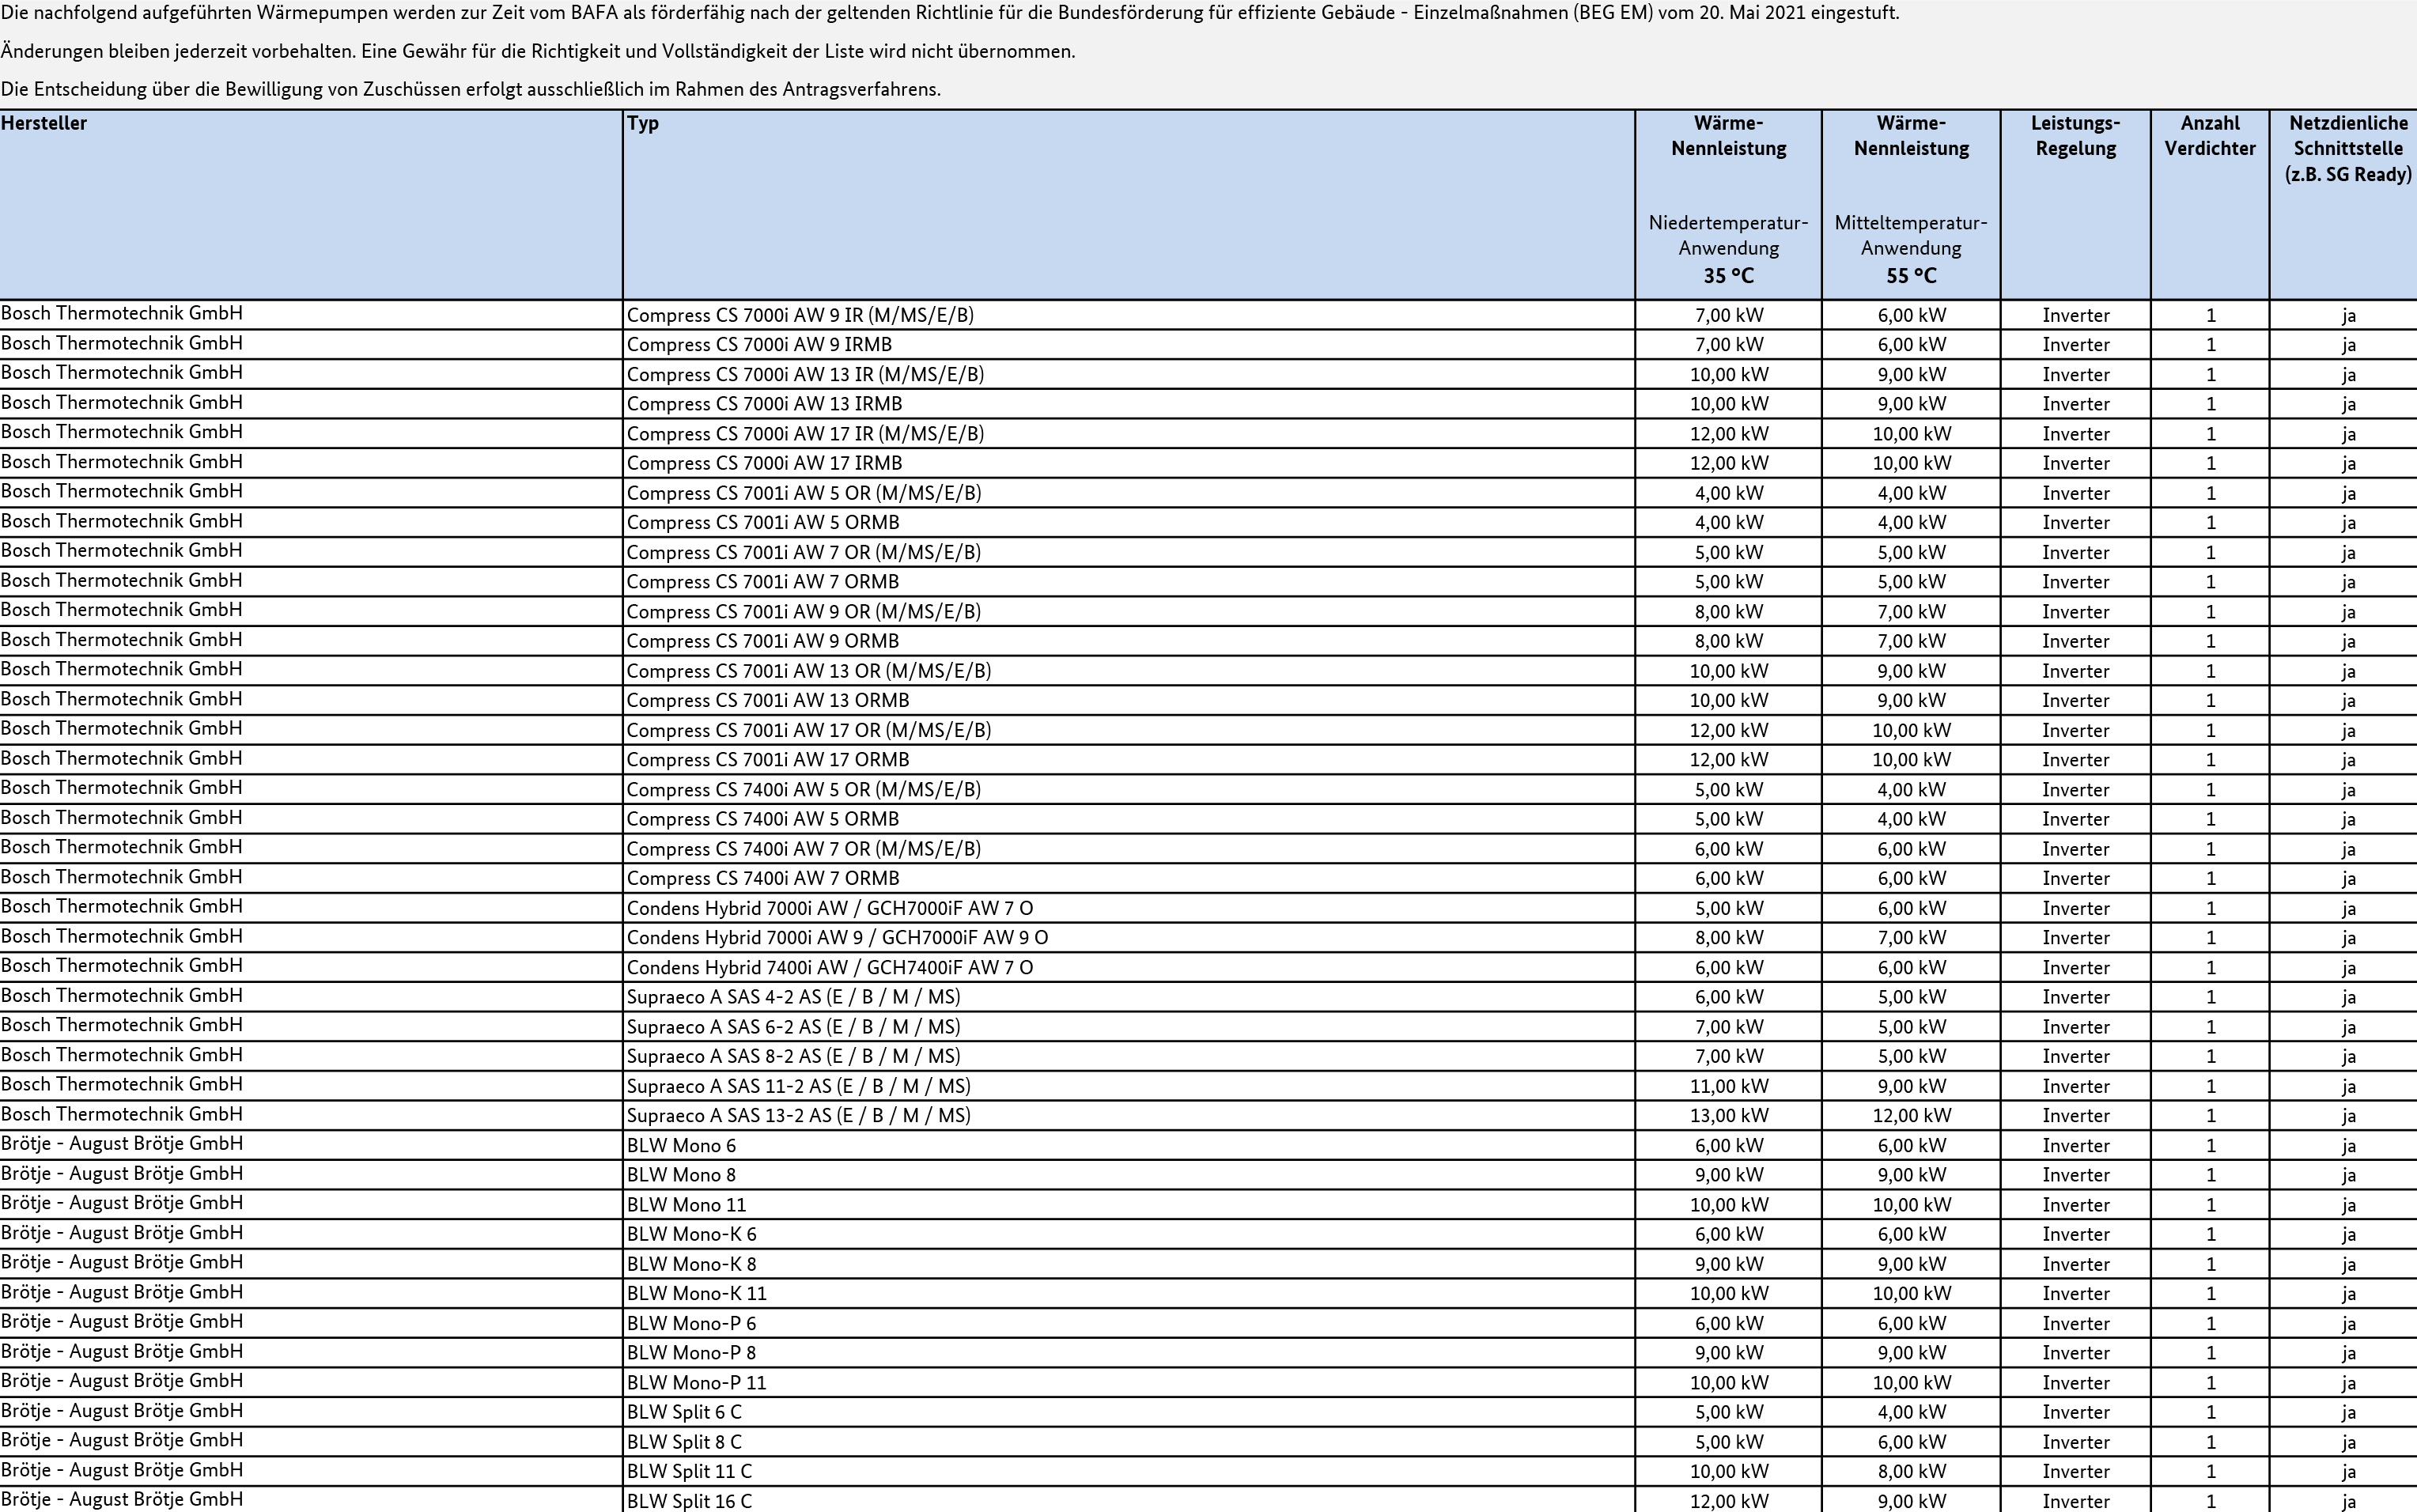 Die nachfolgend aufgeführten Wärmepumpen werden zur Zeit vom BAFA als förderfähig nach der geltenden Richtlinie für die Bundesförderung für effiziente Gebäude - Einzelmaßnahmen (BEG EM) vom 20. Mai 2021 eingestuft.
Änderungen bleiben jederzeit vorbehalten. Eine Gewähr für die Richtigkeit und Vollständigkeit der Liste wird nicht übernommen.
Die Entscheidung über die Bewilligung von Zuschüssen erfolgt ausschließlich im Rahmen des Antragsverfahrens.
Hersteller Typ Wärme- Wärme- Leistungs- Anzahl Netzdienliche
Nennleistung Nennleistung Regelung Verdichter Schnittstelle
(z.B. SG Ready)
Niedertemperatur- Mitteltemperatur-
Anwendung Anwendung
35 °C 55 °C
Bosch Thermotechnik GmbH Compress CS 7000i AW 9 IR (M/MS/E/B) 7,00 kW 6,00 kW Inverter 1 ja
Bosch Thermotechnik GmbH Compress CS 7000i AW 9 IRMB 7,00 kW 6,00 kW Inverter 1 ja
Bosch Thermotechnik GmbH Compress CS 7000i AW 13 IR (M/MS/E/B) 10,00 kW 9,00 kW Inverter 1 ja
Bosch Thermotechnik GmbH Compress CS 7000i AW 13 IRMB 10,00 kW 9,00 kW Inverter 1 ja
Bosch Thermotechnik GmbH Compress CS 7000i AW 17 IR (M/MS/E/B) 12,00 kW 10,00 kW Inverter 1 ja
Bosch Thermotechnik GmbH Compress CS 7000i AW 17 IRMB 12,00 kW 10,00 kW Inverter 1 ja
Bosch Thermotechnik GmbH Compress CS 7001i AW 5 OR (M/MS/E/B) 4,00 kW 4,00 kW Inverter 1 ja
Bosch Thermotechnik GmbH Compress CS 7001i AW 5 ORMB 4,00 kW 4,00 kW Inverter 1 ja
Bosch Thermotechnik GmbH Compress CS 7001i AW 7 OR (M/MS/E/B) 5,00 kW 5,00 kW Inverter 1 ja
Bosch Thermotechnik GmbH Compress CS 7001i AW 7 ORMB 5,00 kW 5,00 kW Inverter 1 ja
Bosch Thermotechnik GmbH Compress CS 7001i AW 9 OR (M/MS/E/B) 8,00 kW 7,00 kW Inverter 1 ja
Bosch Thermotechnik GmbH Compress CS 7001i AW 9 ORMB 8,00 kW 7,00 kW Inverter 1 ja
Bosch Thermotechnik GmbH Compress CS 7001i AW 13 OR (M/MS/E/B) 10,00 kW 9,00 kW Inverter 1 ja
Bosch Thermotechnik GmbH Compress CS 7001i AW 13 ORMB 10,00 kW 9,00 kW Inverter 1 ja
Bosch Thermotechnik GmbH Compress CS 7001i AW 17 OR (M/MS/E/B) 12,00 kW 10,00 kW Inverter 1 ja
Bosch Thermotechnik GmbH Compress CS 7001i AW 17 ORMB 12,00 kW 10,00 kW Inverter 1 ja
Bosch Thermotechnik GmbH Compress CS 7400i AW 5 OR (M/MS/E/B) 5,00 kW 4,00 kW Inverter 1 ja
Bosch Thermotechnik GmbH Compress CS 7400i AW 5 ORMB 5,00 kW 4,00 kW Inverter 1 ja
Bosch Thermotechnik GmbH Compress CS 7400i AW 7 OR (M/MS/E/B) 6,00 kW 6,00 kW Inverter 1 ja
Bosch Thermotechnik GmbH Compress CS 7400i AW 7 ORMB 6,00 kW 6,00 kW Inverter 1 ja
Bosch Thermotechnik GmbH Condens Hybrid 7000i AW / GCH7000iF AW 7 O 5,00 kW 6,00 kW Inverter 1 ja
Bosch Thermotechnik GmbH Condens Hybrid 7000i AW 9 / GCH7000iF AW 9 O 8,00 kW 7,00 kW Inverter 1 ja
Bosch Thermotechnik GmbH Condens Hybrid 7400i AW / GCH7400iF AW 7 O 6,00 kW 6,00 kW Inverter 1 ja
Bosch Thermotechnik GmbH Supraeco A SAS 4-2 AS (E / B / M / MS) 6,00 kW 5,00 kW Inverter 1 ja
Bosch Thermotechnik GmbH Supraeco A SAS 6-2 AS (E / B / M / MS) 7,00 kW 5,00 kW Inverter 1 ja
Bosch Thermotechnik GmbH Supraeco A SAS 8-2 AS (E / B / M / MS) 7,00 kW 5,00 kW Inverter 1 ja
Bosch Thermotechnik GmbH Supraeco A SAS 11-2 AS (E / B / M / MS) 11,00 kW 9,00 kW Inverter 1 ja
Bosch Thermotechnik GmbH Supraeco A SAS 13-2 AS (E / B / M / MS) 13,00 kW 12,00 kW Inverter 1 ja
Brötje - August Brötje GmbH BLW Mono 6 6,00 kW 6,00 kW Inverter 1 ja
Brötje - August Brötje GmbH BLW Mono 8 9,00 kW 9,00 kW Inverter 1 ja
Brötje - August Brötje GmbH BLW Mono 11 10,00 kW 10,00 kW Inverter 1 ja
Brötje - August Brötje GmbH BLW Mono-K 6 6,00 kW 6,00 kW Inverter 1 ja
Brötje - August Brötje GmbH BLW Mono-K 8 9,00 kW 9,00 kW Inverter 1 ja
Brötje - August Brötje GmbH BLW Mono-K 11 10,00 kW 10,00 kW Inverter 1 ja
Brötje - August Brötje GmbH BLW Mono-P 6 6,00 kW 6,00 kW Inverter 1 ja
Brötje - August Brötje GmbH BLW Mono-P 8 9,00 kW 9,00 kW Inverter 1 ja
Brötje - August Brötje GmbH BLW Mono-P 11 10,00 kW 10,00 kW Inverter 1 ja
Brötje - August Brötje GmbH BLW Split 6 C 5,00 kW 4,00 kW Inverter 1 ja
Brötje - August Brötje GmbH BLW Split 8 C 5,00 kW 6,00 kW Inverter 1 ja
Brötje - August Brötje GmbH BLW Split 11 C 10,00 kW 8,00 kW Inverter 1 ja
Brötje - August Brötje GmbH BLW Split 16 C 12,00 kW 9,00 kW Inverter 1 ja